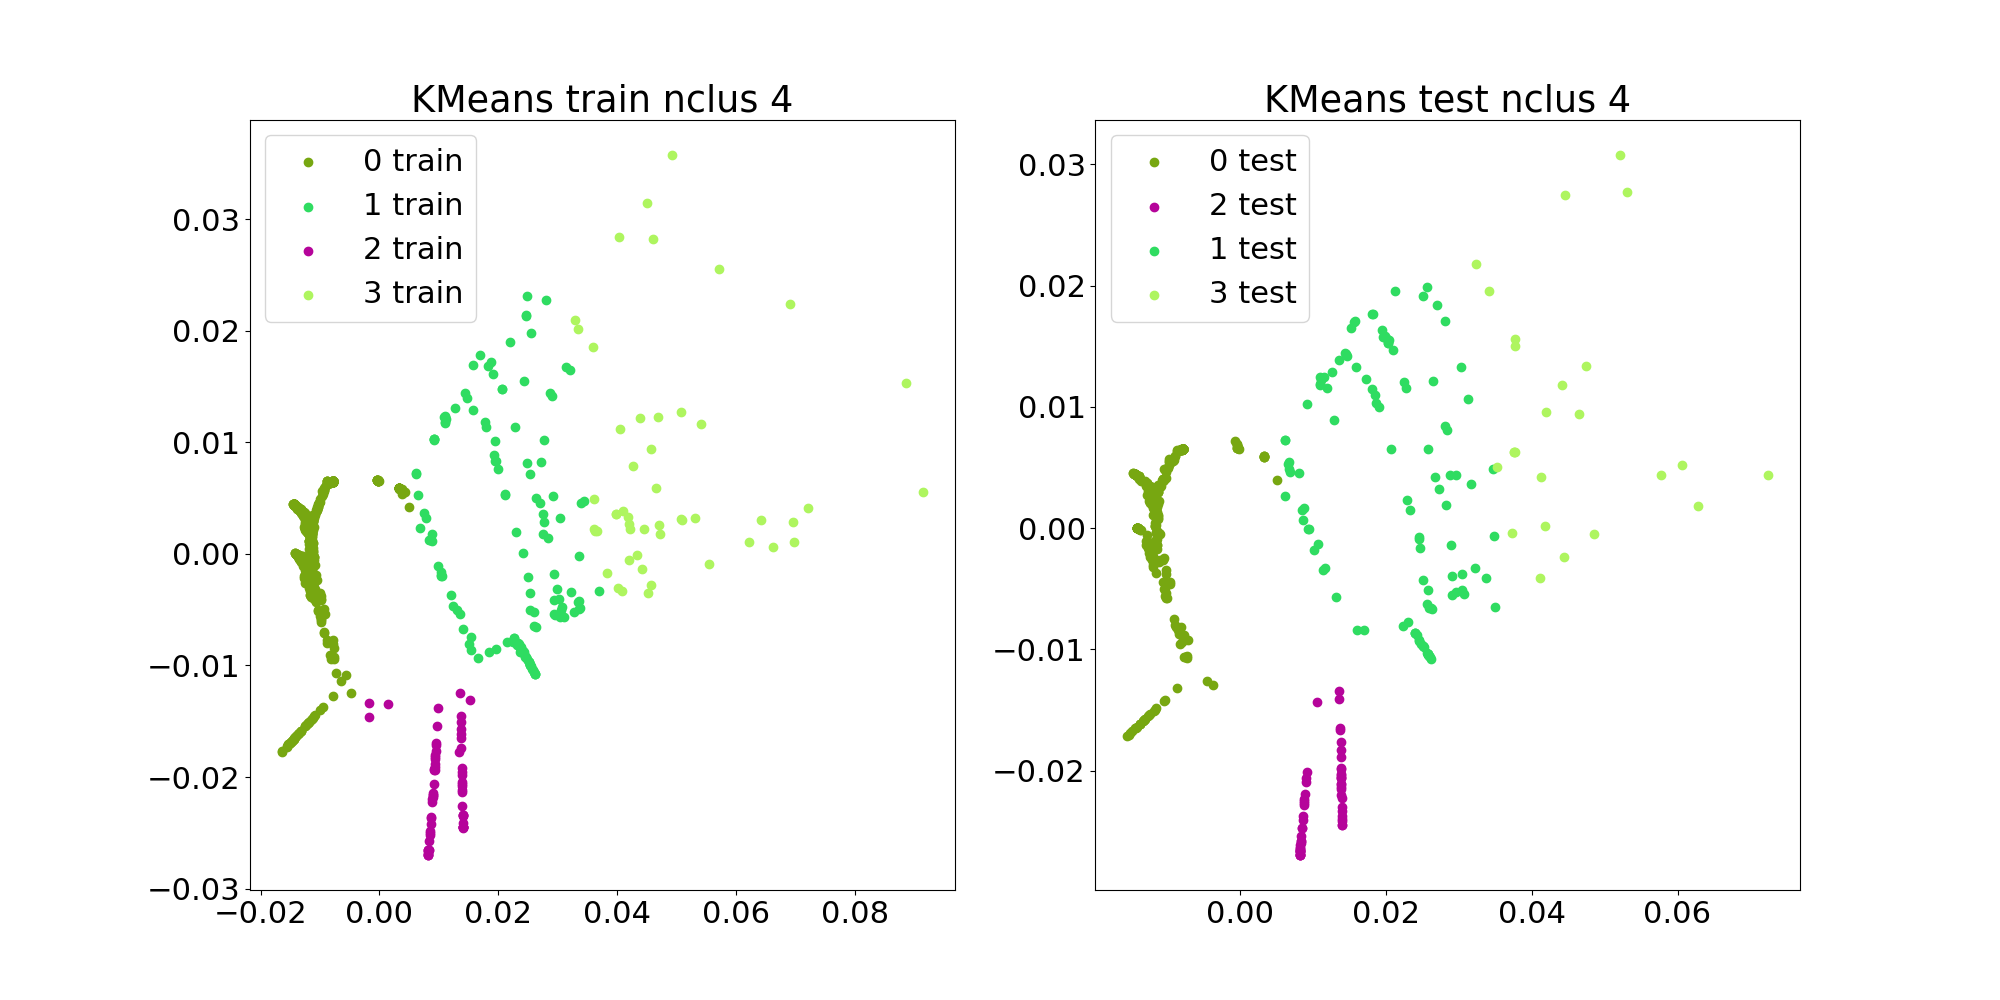 KMeans train nclus 4
0 train
1 train
2 train
3 train
0.03
0.02
0.01
0.00
−0.01
−0.02
−0.03
−0.02 0.00 0.02 0.04 0.06 0.08
KMeans test nclus 4
0 test
2 test
1 test
3 test
0.03
0.02
0.01
0.00
−0.01
−0.02
0.00 0.02 0.04 0.06